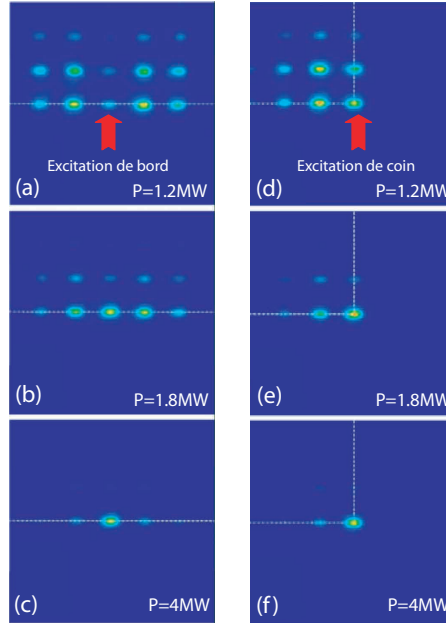 Excitation de bord
(a)
P=1.2MW
(b)
P=1.8MW
(c)
P=4MW
Excitation de coin
(d)
P=1.2MW
(e)
P=1.8MW
(f)
P=4MW